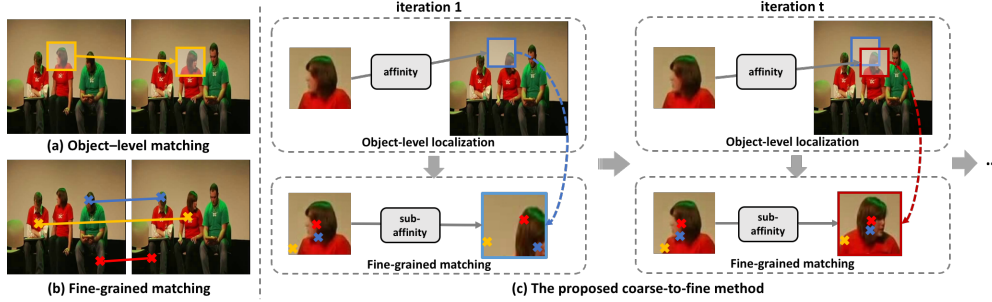 (a) Object–level matching
(b) Fine-grained matching
iteration 1
affinity
Object-level localization
sub-
affinity
Fine-grained matching
iteration t
affinity
Object-level localization
sub-
affinity
Fine-grained matching
...
(c) The proposed coarse-to-fine method